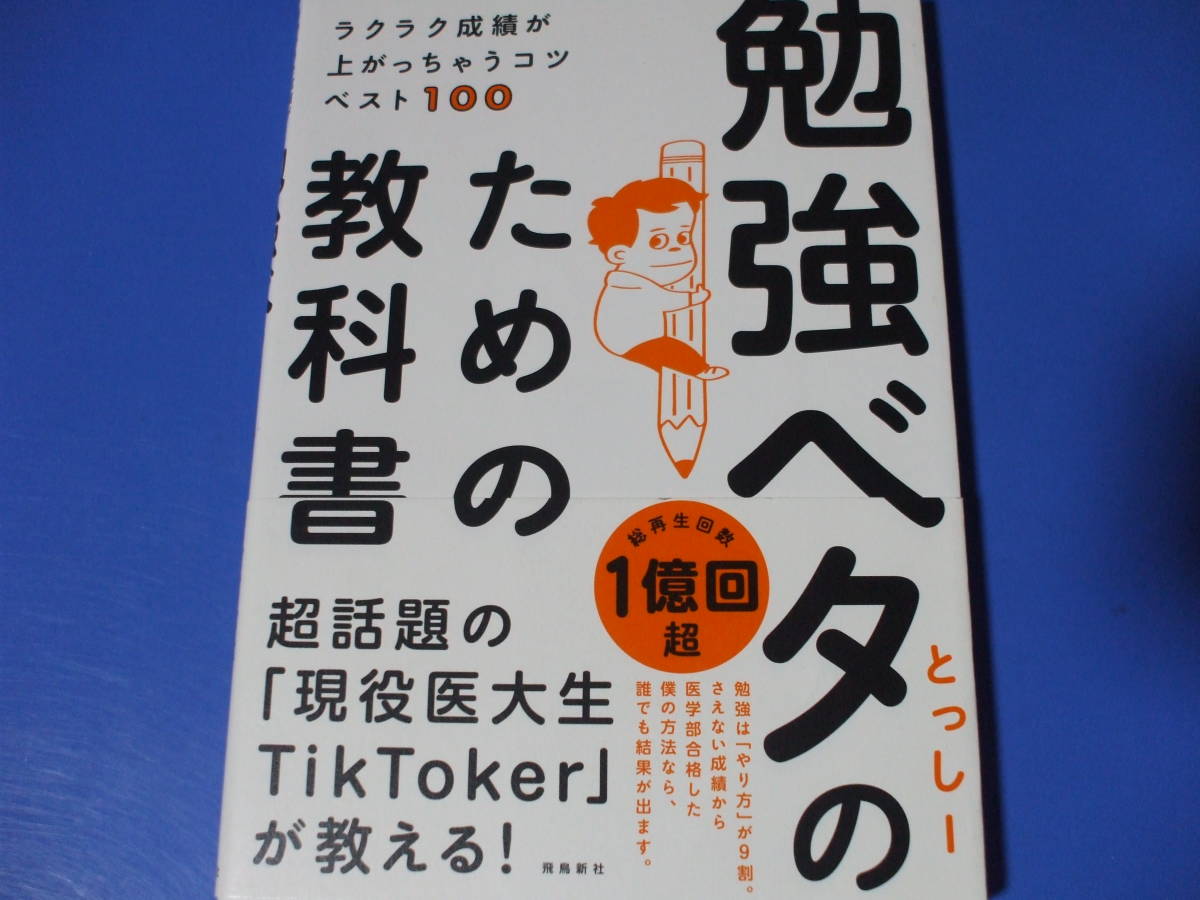 勉強ベタの
ための
教科書
ラクラク成績が
上がっちゃうコツ
ベスト100
とっしー
総再生回数
1億回
超
勉強は「やり方」が9割。
さえない成績から
医学部合格した
僕の方法なら、
誰でも結果が出ます。
超話題の
「現役医大生
TikToker」
が教える！
飛鳥新社